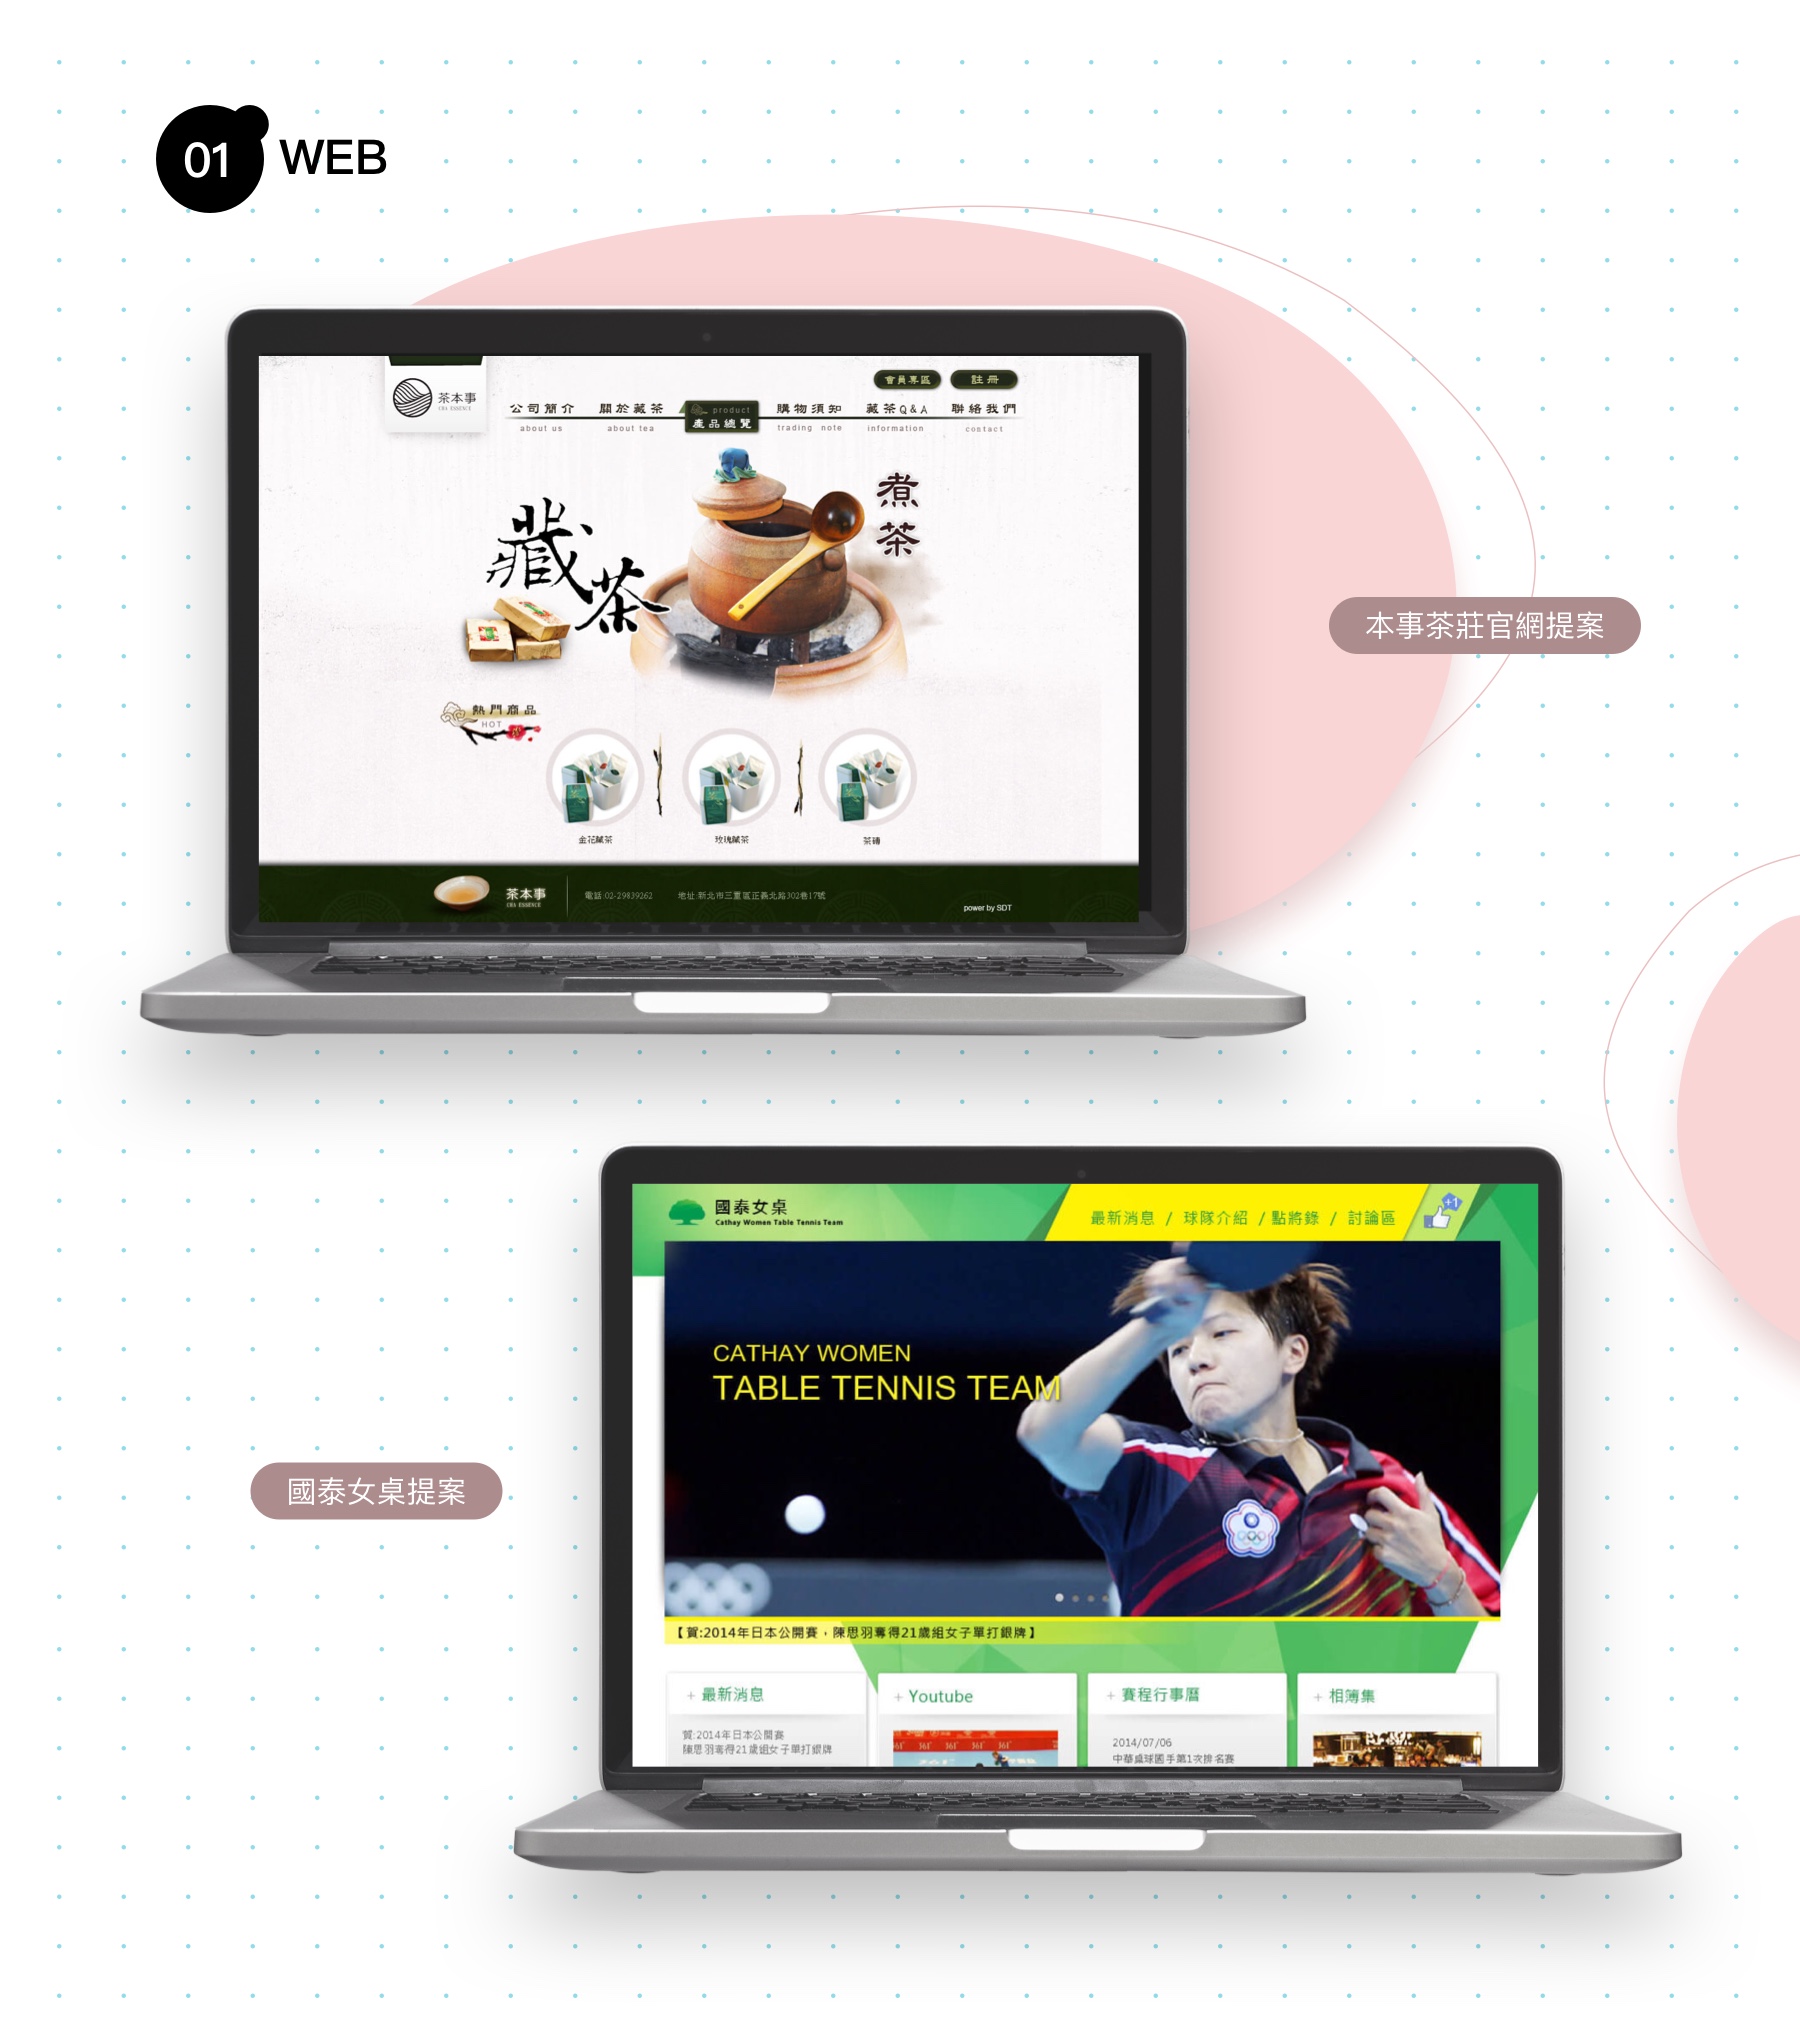 01 WEB
茶本事
CHA ESSENCE
會員專區 註冊
公司簡介 關於藏茶 product 購物須知 藏茶Q&A 聯絡我們
about us about tea 產品總覽 trading note information contact
煮茶
藏茶
熱門商品
HOT
金花藏茶 玫瑰藏茶 茶磚
茶本事
CHA ESSENCE
電話:02-29839262 地址:新北市三重區正義北路302巷17號
power by SDT
本事茶莊官網提案
國泰女桌
Cathay Women Table Tennis Team
最新消息 / 球隊介紹 / 點將錄 / 討論區
+1
CATHAY WOMEN
TABLE TENNIS TEAM
國泰女桌提案
【賀:2014年日本公開賽，陳思羽奪得21歲組女子單打銀牌】
+ 最新消息
賀:2014年日本公開賽
陳思羽奪得21歲組女子單打銀牌
+ Youtube
361° 361° 361° 361°
361°
+ 賽程行事曆
2014/07/06
中華桌球國手第1次排名賽
+ 相簿集